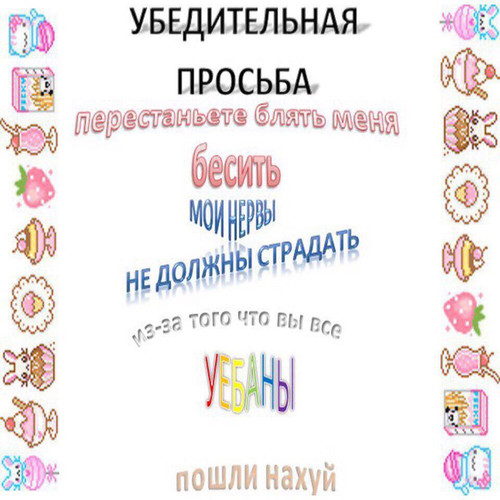 УБЕДИТЕЛЬНАЯ
ПРОСЬБА
перестаньете блять меня
бесить
МОИ НЕРВЫ
НЕ ДОЛЖНЫ СТРАДАТЬ
из-за того что вы все
УЕБАНЫ
пошли нахуй